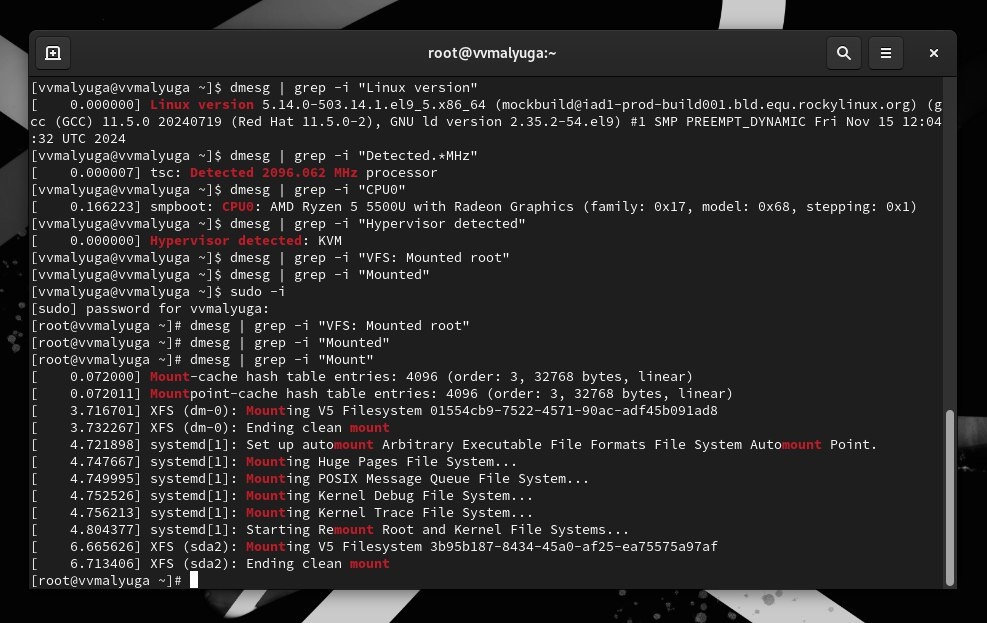 root@vvmalyuga:~
[vvmalyuga@vvmalyuga ~]$ dmesg | grep -i "Linux version"
[    0.000000] Linux version 5.14.0-503.14.1.el9_5.x86_64 (mockbuild@iad1-prod-build001.bld.equ.rockylinux.org) (g
cc (GCC) 11.5.0 20240719 (Red Hat 11.5.0-2), GNU ld version 2.35.2-54.el9) #1 SMP PREEMPT_DYNAMIC Fri Nov 15 12:04
:32 UTC 2024
[vvmalyuga@vvmalyuga ~]$ dmesg | grep -i "Detected.*MHz"
[    0.000007] tsc: Detected 2096.062 MHz processor
[vvmalyuga@vvmalyuga ~]$ dmesg | grep -i "CPU0"
[    0.166223] smpboot: CPU0: AMD Ryzen 5 5500U with Radeon Graphics (family: 0x17, model: 0x68, stepping: 0x1)
[vvmalyuga@vvmalyuga ~]$ dmesg | grep -i "Hypervisor detected"
[    0.000000] Hypervisor detected: KVM
[vvmalyuga@vvmalyuga ~]$ dmesg | grep -i "VFS: Mounted root"
[vvmalyuga@vvmalyuga ~]$ dmesg | grep -i "Mounted"
[vvmalyuga@vvmalyuga ~]$ sudo -i
[sudo] password for vvmalyuga:
[root@vvmalyuga ~]# dmesg | grep -i "VFS: Mounted root"
[root@vvmalyuga ~]# dmesg | grep -i "Mounted"
[root@vvmalyuga ~]# dmesg | grep -i "Mount"
[    0.072000] Mount-cache hash table entries: 4096 (order: 3, 32768 bytes, linear)
[    0.072011] Mountpoint-cache hash table entries: 4096 (order: 3, 32768 bytes, linear)
[    3.716701] XFS (dm-0): Mounting V5 Filesystem 01554cb9-7522-4571-90ac-adf45b091ad8
[    3.732267] XFS (dm-0): Ending clean mount
[    4.721898] systemd[1]: Set up automount Arbitrary Executable File Formats File System Automount Point.
[    4.747667] systemd[1]: Mounting Huge Pages File System...
[    4.749995] systemd[1]: Mounting POSIX Message Queue File System...
[    4.752526] systemd[1]: Mounting Kernel Debug File System...
[    4.756213] systemd[1]: Mounting Kernel Trace File System...
[    4.804377] systemd[1]: Starting Remount Root and Kernel File Systems...
[    6.665626] XFS (sda2): Mounting V5 Filesystem 3b95b187-8434-45a0-af25-ea75575a97af
[    6.713406] XFS (sda2): Ending clean mount
[root@vvmalyuga ~]#